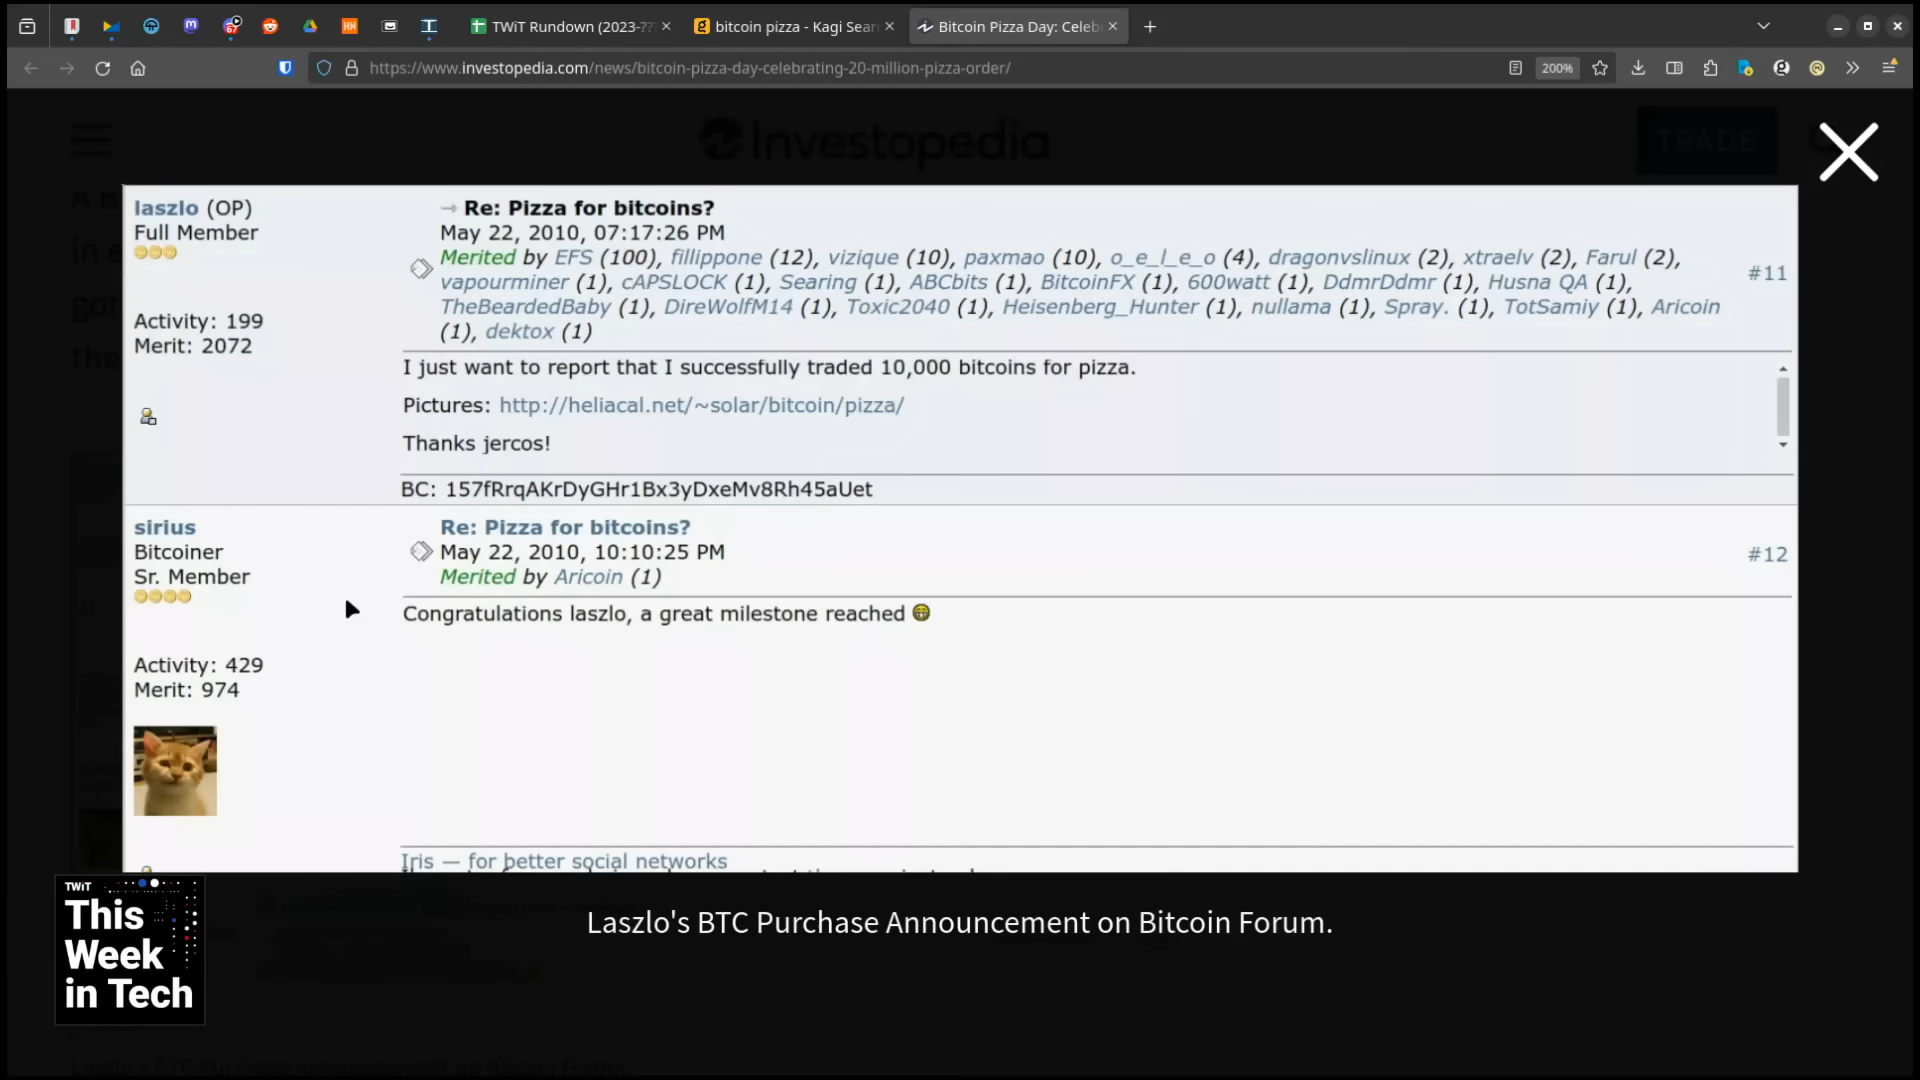 TWiT Rundown (2023-??
bitcoin pizza - Kagi Sear
Bitcoin Pizza Day: Celeb
https://www.investopedia.com/news/bitcoin-pizza-day-celebrating-20-million-pizza-order/
200%
Investopedia
TRADE
laszlo (OP)
Full Member
Activity: 199
Merit: 2072
→ Re: Pizza for bitcoins?
May 22, 2010, 07:17:26 PM
Merited by EFS (100), fillippone (12), vizique (10), paxmao (10), o_e_l_e_o (4), dragonvslinux (2), xtraelv (2), Farul (2),
vapourminer (1), cAPSLOCK (1), Searing (1), ABCbits (1), BitcoinFX (1), 600watt (1), DdmrDdmr (1), Husna QA (1),
TheBeardedBaby (1), DireWolfM14 (1), Toxic2040 (1), Heisenberg_Hunter (1), nullama (1), Spray. (1), TotSamiy (1), Aricoin
(1), dektox (1)
#11
I just want to report that I successfully traded 10,000 bitcoins for pizza.
Pictures: http://heliacal.net/~solar/bitcoin/pizza/
Thanks jercos!
BC: 157fRrqAKrDyGHr1Bx3yDxeMv8Rh45aUet
sirius
Bitcoiner
Sr. Member
Activity: 429
Merit: 974
Re: Pizza for bitcoins?
May 22, 2010, 10:10:25 PM
Merited by Aricoin (1)
#12
Congratulations laszlo, a great milestone reached 😁
Iris — for better social networks
Laszlo's BTC Purchase Announcement on Bitcoin Forum.
TWiT
This
Week
in Tech